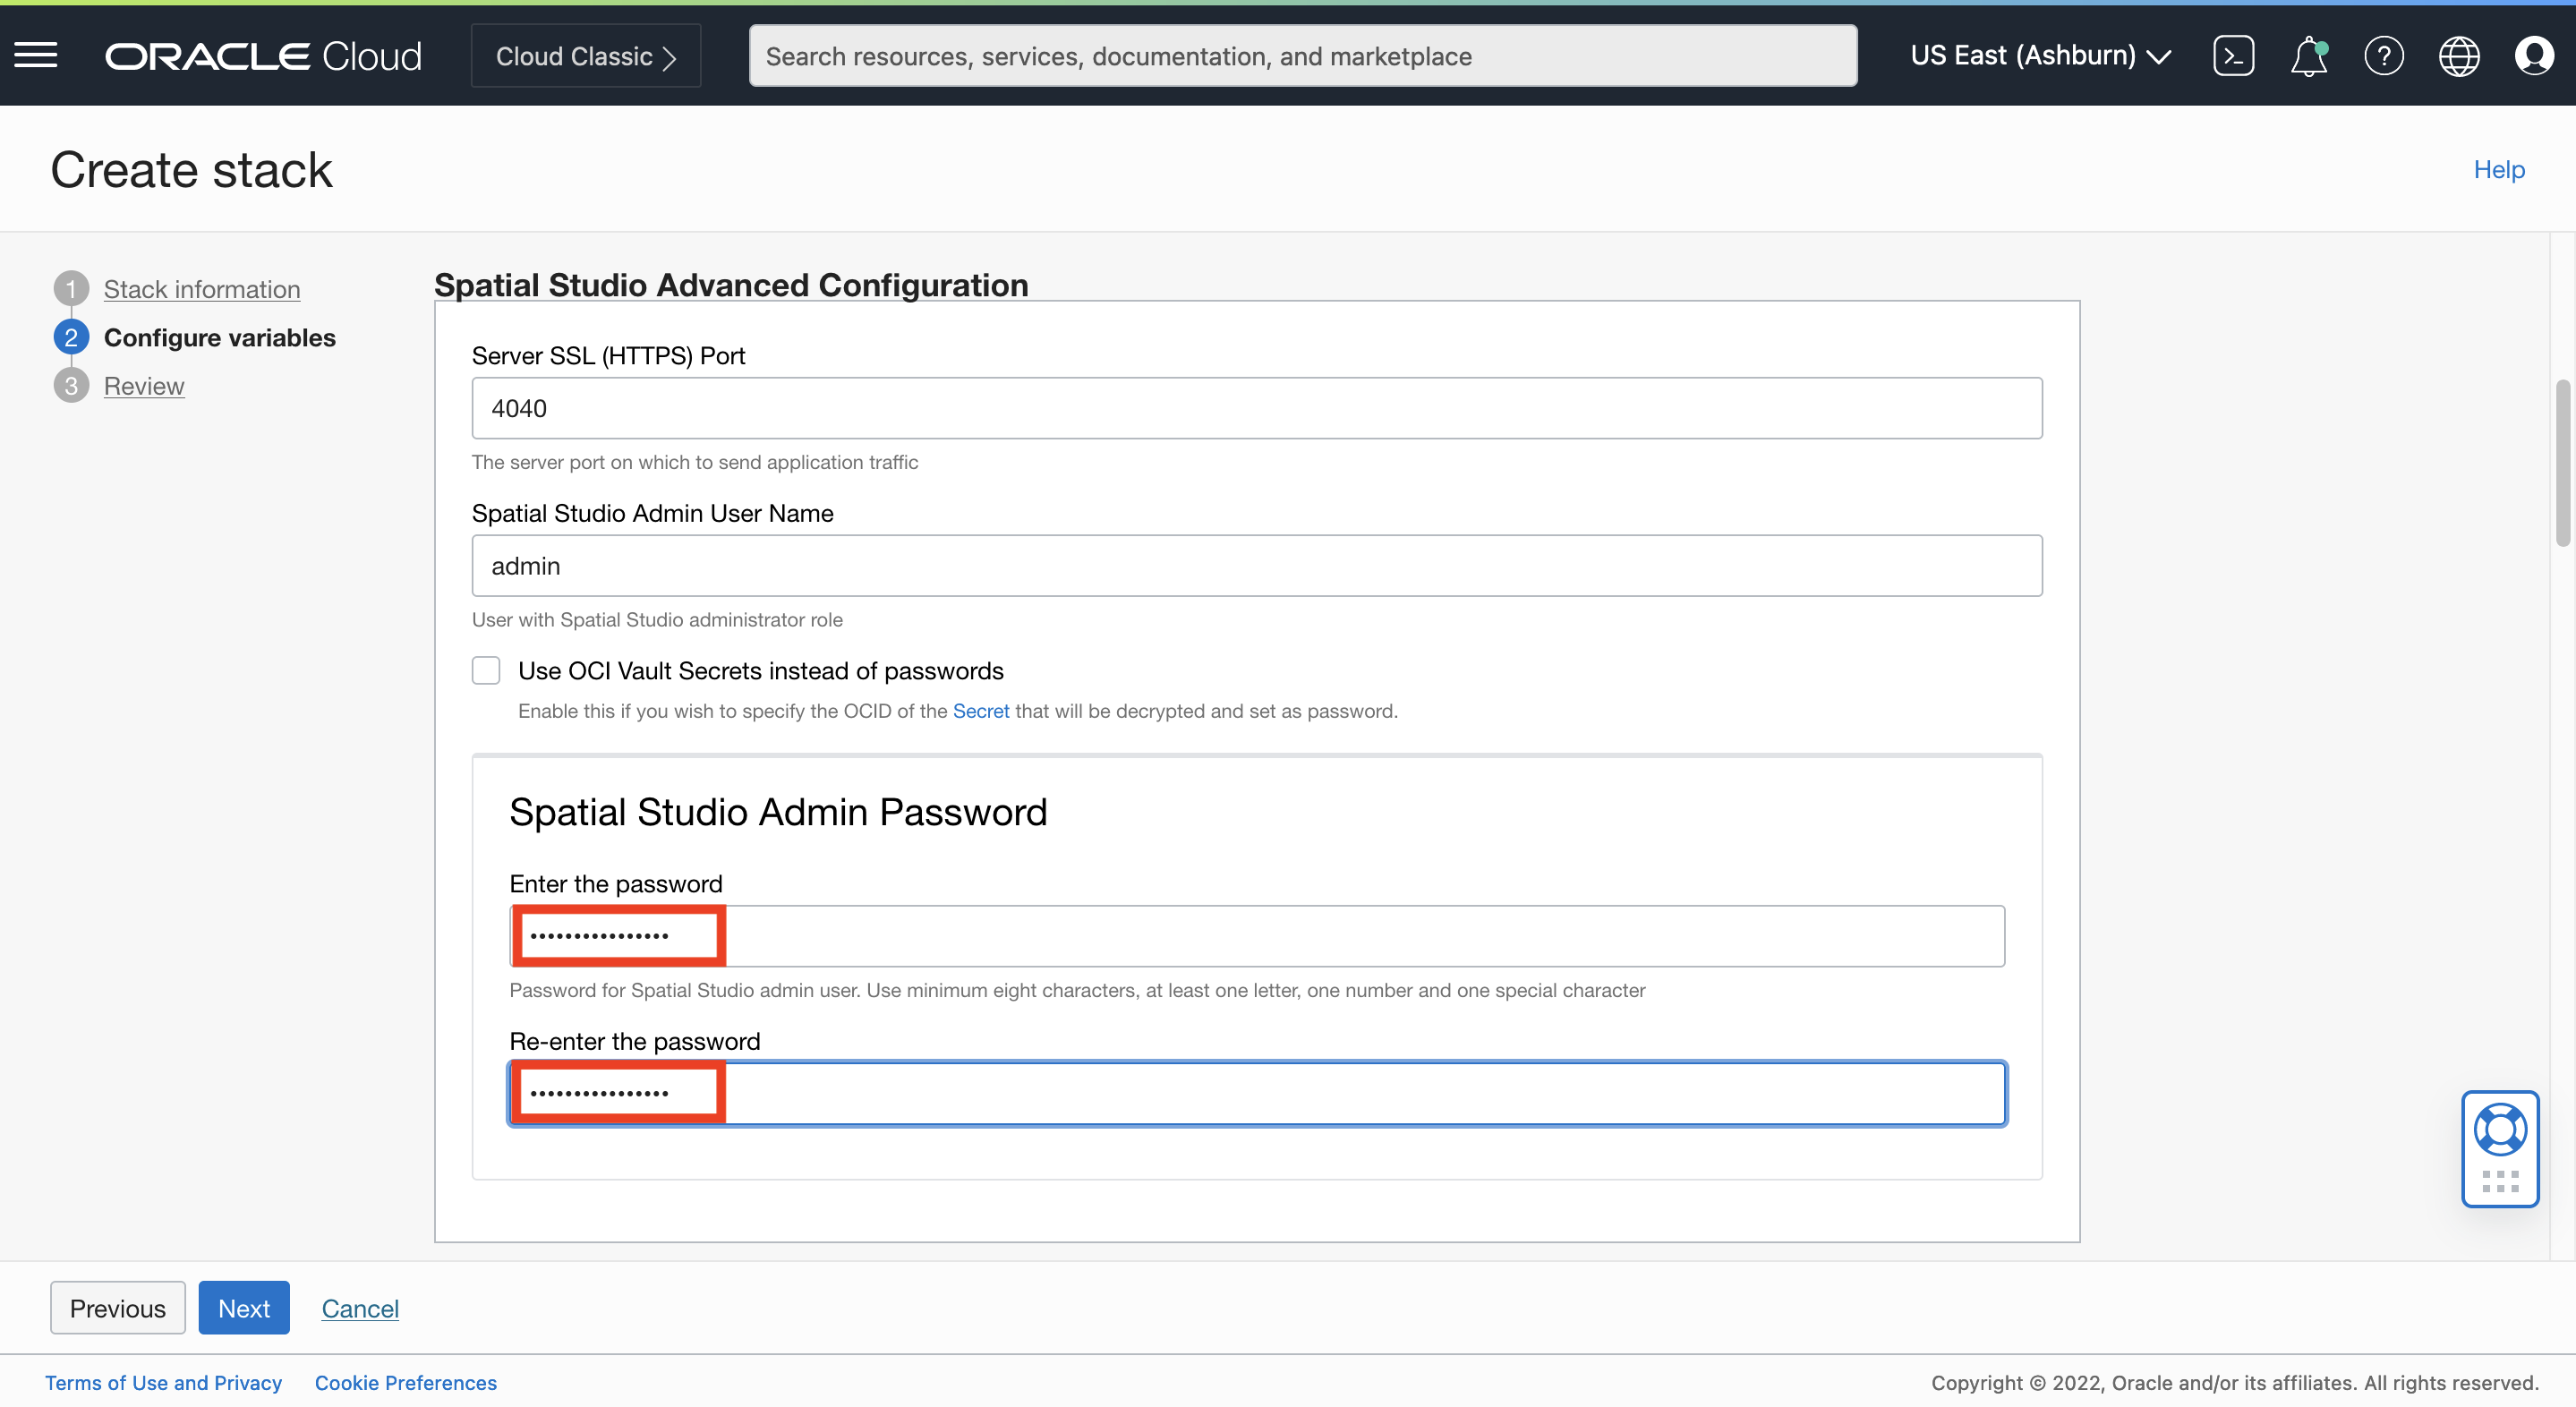 ORACLE Cloud
Cloud Classic
Search resources, services, documentation, and marketplace
US East (Ashburn)
Create stack
Help
1 Stack information
2 Configure variables
3 Review
Spatial Studio Advanced Configuration
Server SSL (HTTPS) Port
4040
The server port on which to send application traffic
Spatial Studio Admin User Name
admin
User with Spatial Studio administrator role
Use OCI Vault Secrets instead of passwords
Enable this if you wish to specify the OCID of the Secret that will be decrypted and set as password.
Spatial Studio Admin Password
Enter the password
••••••••••••••••
Password for Spatial Studio admin user. Use minimum eight characters, at least one letter, one number and one special character
Re-enter the password
••••••••••••••••
Previous
Next
Cancel
Terms of Use and Privacy
Cookie Preferences
Copyright © 2022, Oracle and/or its affiliates. All rights reserved.